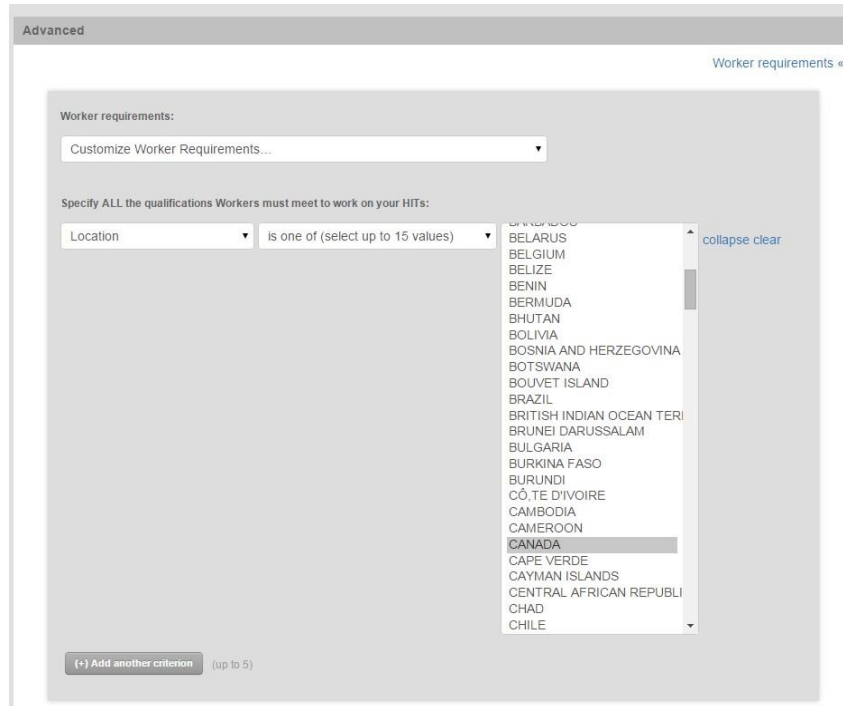 Advanced
Worker requirements «
Worker requirements:
Customize Worker Requirements...
Specify ALL the qualifications Workers must meet to work on your HITs:
Location
is one of (select up to 15 values)
BARBADOS
BELARUS
collapse clear
BELGIUM
BELIZE
BENIN
BERMUDA
BHUTAN
BOLIVIA
BOSNIA AND HERZEGOVINA
BOTSWANA
BOUVET ISLAND
BRAZIL
BRITISH INDIAN OCEAN TERI
BRUNEI DARUSSALAM
BULGARIA
BURKINA FASO
BURUNDI
CÔ,TE D'IVOIRE
CAMBODIA
CAMEROON
CANADA
CAPE VERDE
CAYMAN ISLANDS
CENTRAL AFRICAN REPUBLI
CHAD
CHILE
(+) Add another criterion (up to 5)